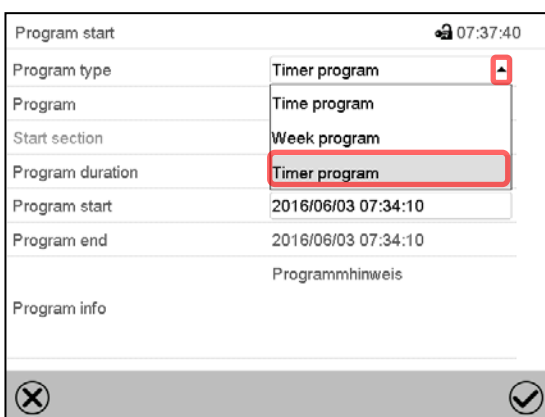 Program start 07:37:40
Program type Timer program
Program Time program
Start section Week program
Program duration Timer program
Program start 2016/06/03 07:34:10
Program end 2016/06/03 07:34:10
Programmhinweis
Program info